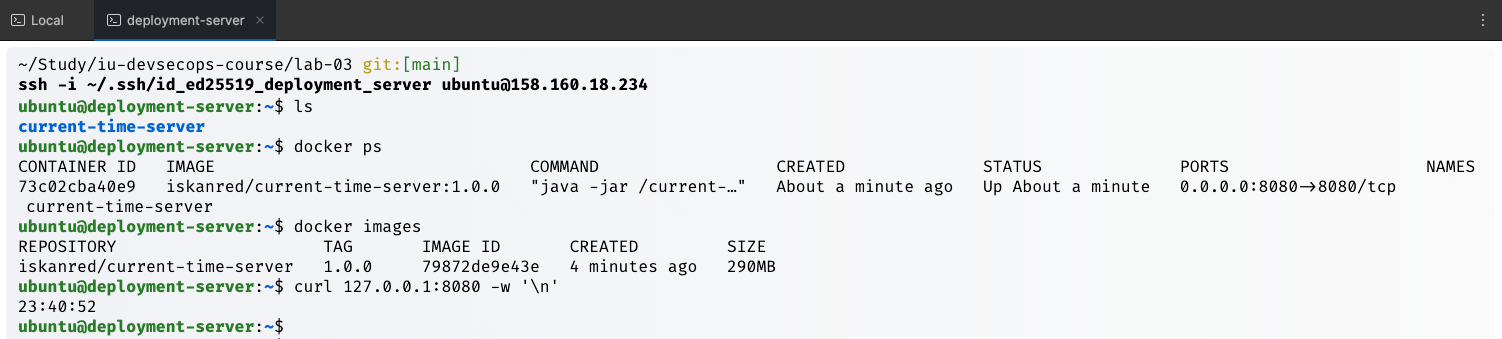 Local deployment-server
~/Study/iu-devsecops-course/lab-03 git:[main]
ssh -i ~/.ssh/id_ed25519_deployment_server ubuntu@158.160.18.234
ubuntu@deployment-server:~$ ls
current-time-server
ubuntu@deployment-server:~$ docker ps
CONTAINER ID   IMAGE                                COMMAND                  CREATED              STATUS              PORTS                    NAMES
73c02cba40e9   iskanred/current-time-server:1.0.0   "java -jar /current-…"   About a minute ago   Up About a minute   0.0.0.0:8080->8080/tcp
 current-time-server
ubuntu@deployment-server:~$ docker images
REPOSITORY                     TAG       IMAGE ID       CREATED         SIZE
iskanred/current-time-server   1.0.0     79872de9e43e   4 minutes ago   290MB
ubuntu@deployment-server:~$ curl 127.0.0.1:8080 -w '\n'
23:40:52
ubuntu@deployment-server:~$